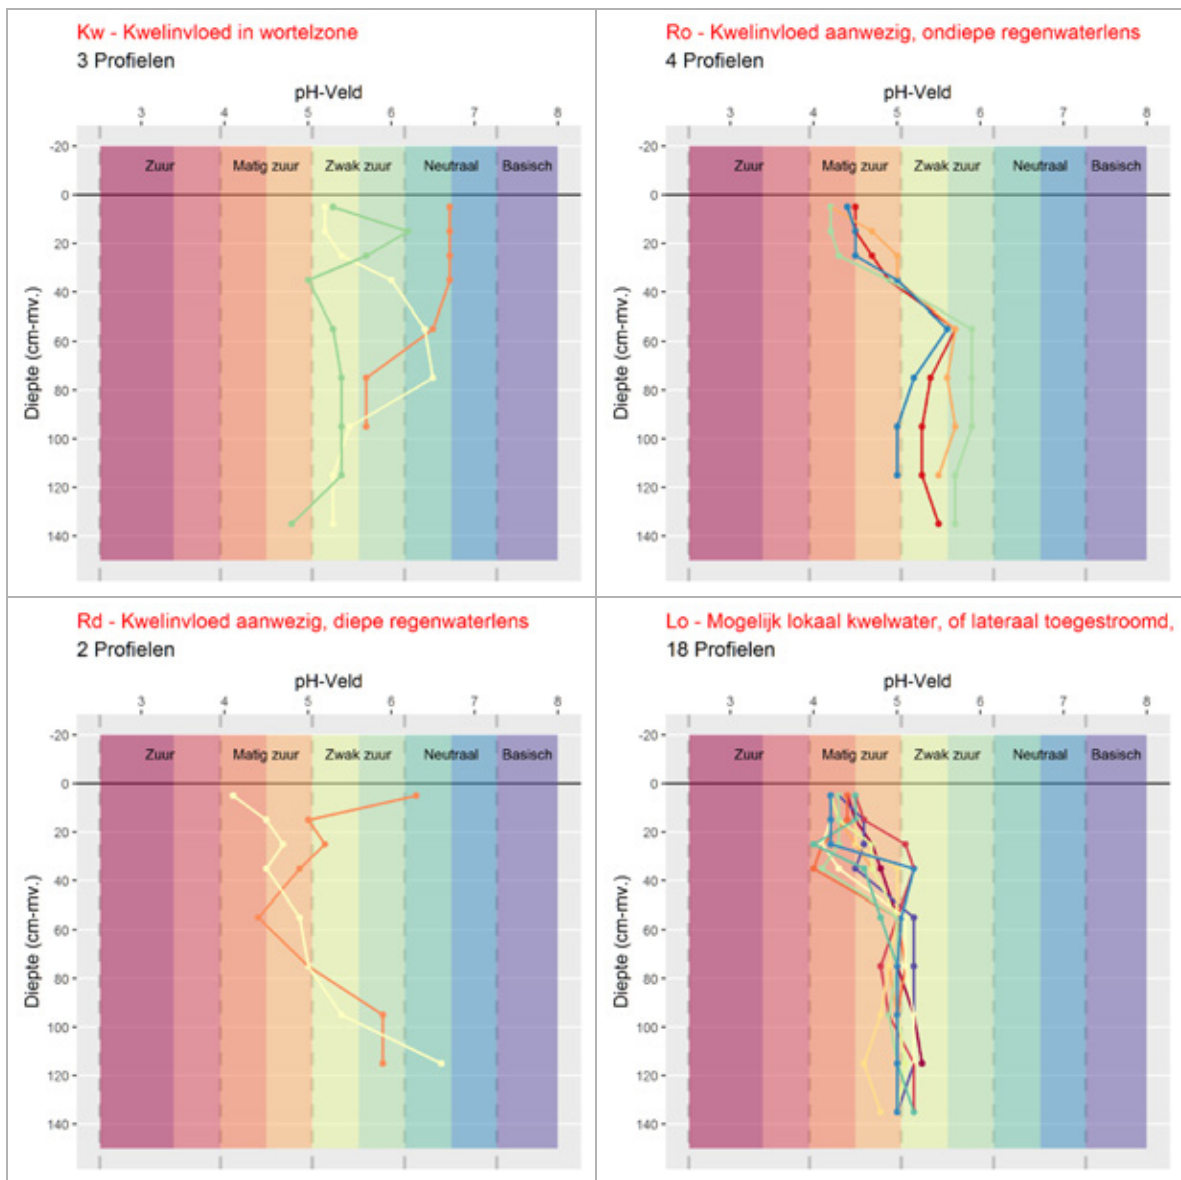 Kw - Kwelinvloed in wortelzone
3 Profielen
pH-Veld
3 4 5 6 7 8
Zuur Matig zuur Zwak zuur Neutraal Basisch
Diepte (cm-mv.)
-20
0
20
40
60
80
100
120
140
Ro - Kwelinvloed aanwezig, ondiepe regenwaterlens
4 Profielen
pH-Veld
3 4 5 6 7 8
Zuur Matig zuur Zwak zuur Neutraal Basisch
Diepte (cm-mv.)
-20
0
20
40
60
80
100
120
140
Rd - Kwelinvloed aanwezig, diepe regenwaterlens
2 Profielen
pH-Veld
3 4 5 6 7 8
Zuur Matig zuur Zwak zuur Neutraal Basisch
Diepte (cm-mv.)
-20
0
20
40
60
80
100
120
140
Lo - Mogelijk lokaal kwelwater, of lateraal toegestroomd,
18 Profielen
pH-Veld
3 4 5 6 7 8
Zuur Matig zuur Zwak zuur Neutraal Basisch
Diepte (cm-mv.)
-20
0
20
40
60
80
100
120
140